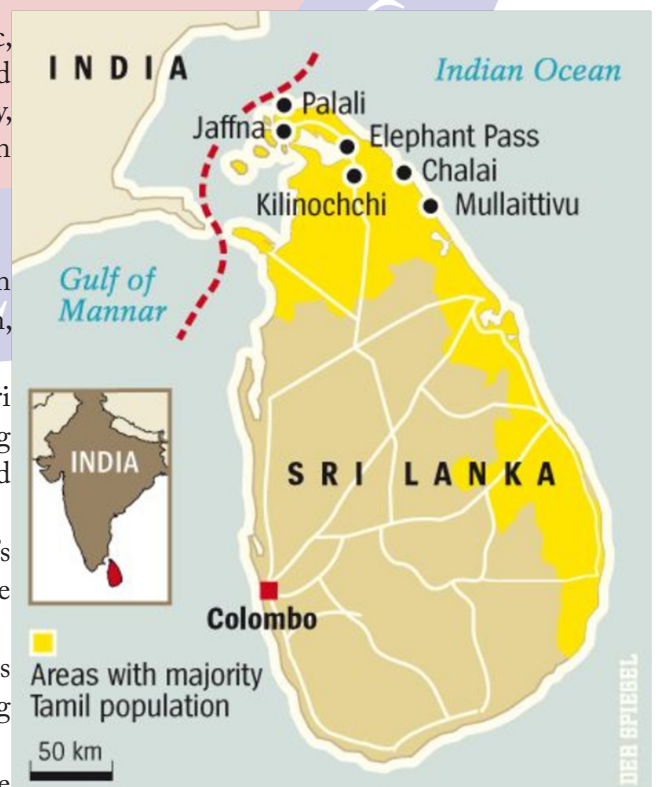 INDIA
Indian Ocean
Palali
Jaffna
Elephant Pass
Chalai
Kilinochchi
Mullaittivu
Gulf of
Mannar
INDIA
SRI LANKA
Colombo
Areas with majority
Tamil population
50 km
DER SPIEGEL